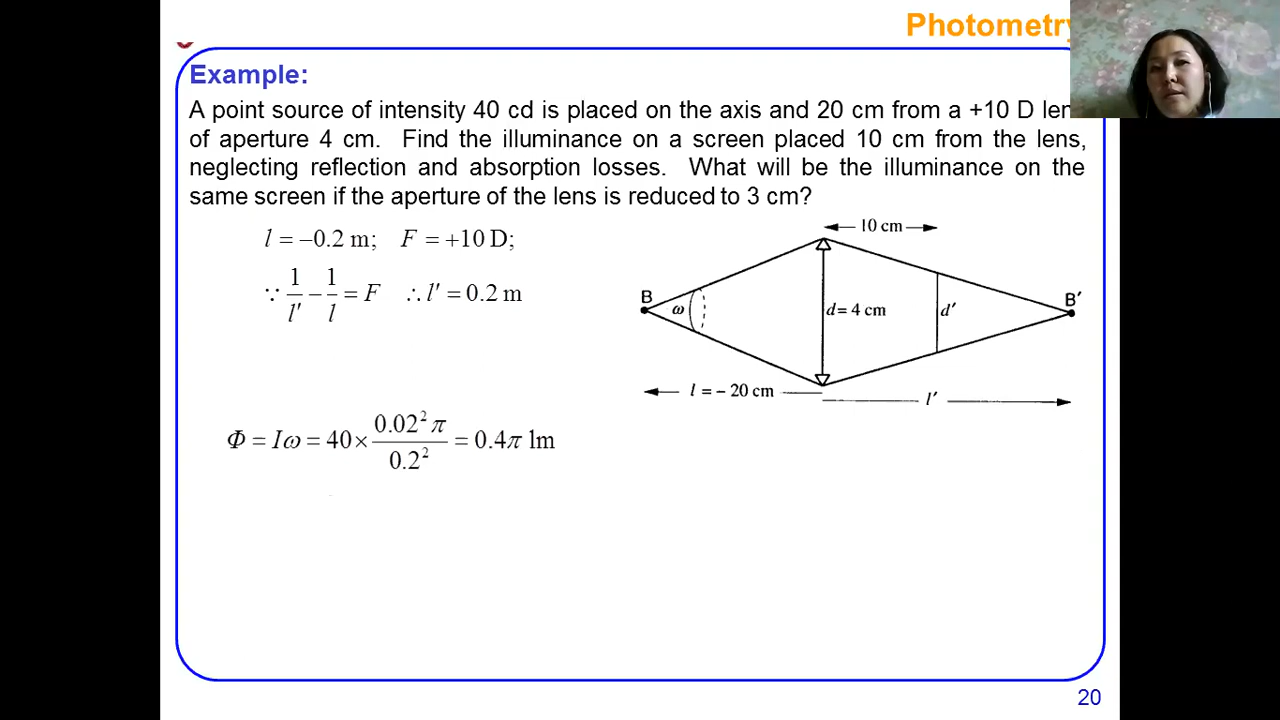 Photometry
Example:
A point source of intensity 40 cd is placed on the axis and 20 cm from a +10 D len
of aperture 4 cm. Find the illuminance on a screen placed 10 cm from the lens,
neglecting reflection and absorption losses. What will be the illuminance on the
same screen if the aperture of the lens is reduced to 3 cm?
l = −0.2 m; F = +10 D;
∵ 1/l′ − 1/l = F ∴ l′ = 0.2 m
10 cm
B
ω
d = 4 cm
d′
B′
l = − 20 cm
l′
Φ = Iω = 40 × 0.02² π / 0.2² = 0.4π lm
20